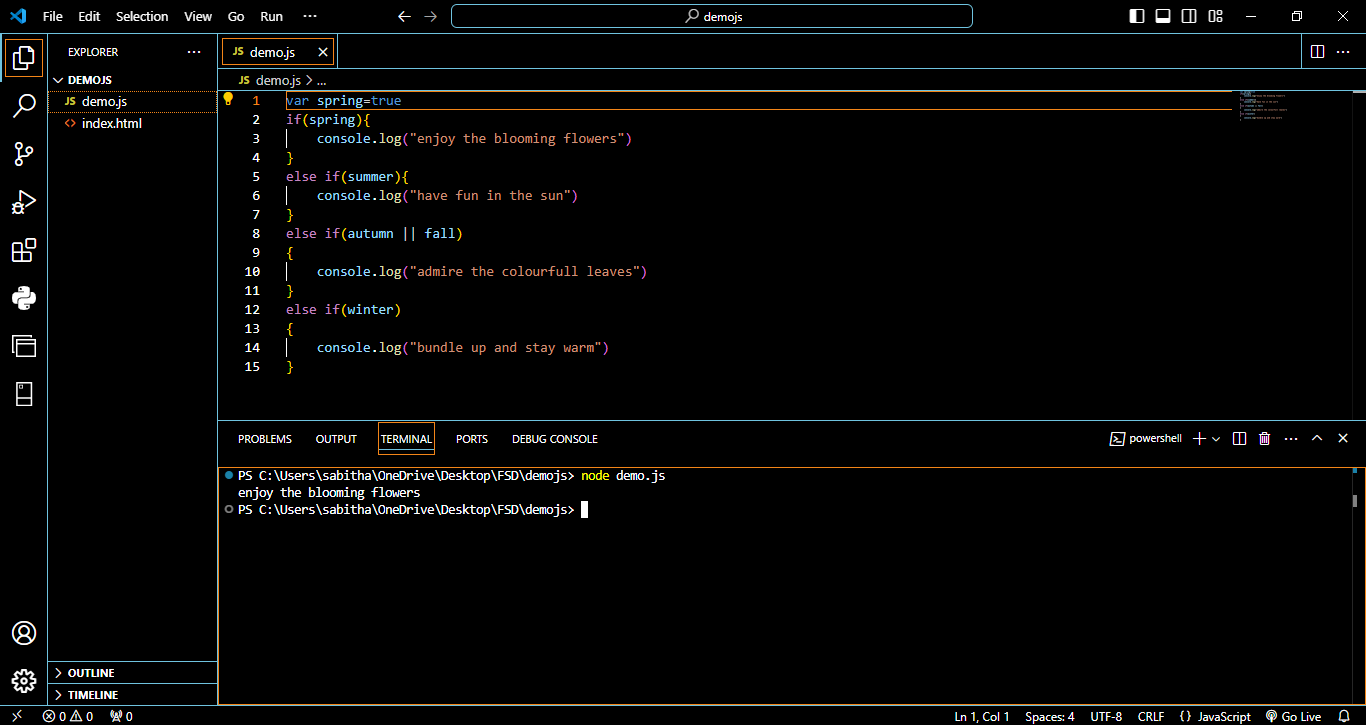 File Edit Selection View Go Run ··· demojs
EXPLORER ···
DEMOJS
JS demo.js
<> index.html
OUTLINE
TIMELINE
JS demo.js
JS demo.js > ...
1 var spring=true
2 if(spring){
3 console.log("enjoy the blooming flowers")
4 }
5 else if(summer){
6 console.log("have fun in the sun")
7 }
8 else if(autumn || fall)
9 {
10 console.log("admire the colourfull leaves")
11 }
12 else if(winter)
13 {
14 console.log("bundle up and stay warm")
15 }
PROBLEMS OUTPUT TERMINAL PORTS DEBUG CONSOLE powershell
PS C:\Users\sabitha\OneDrive\Desktop\FSD\demojs> node demo.js
enjoy the blooming flowers
PS C:\Users\sabitha\OneDrive\Desktop\FSD\demojs>
0 0 0 Ln 1, Col 1 Spaces: 4 UTF-8 CRLF {} JavaScript Go Live